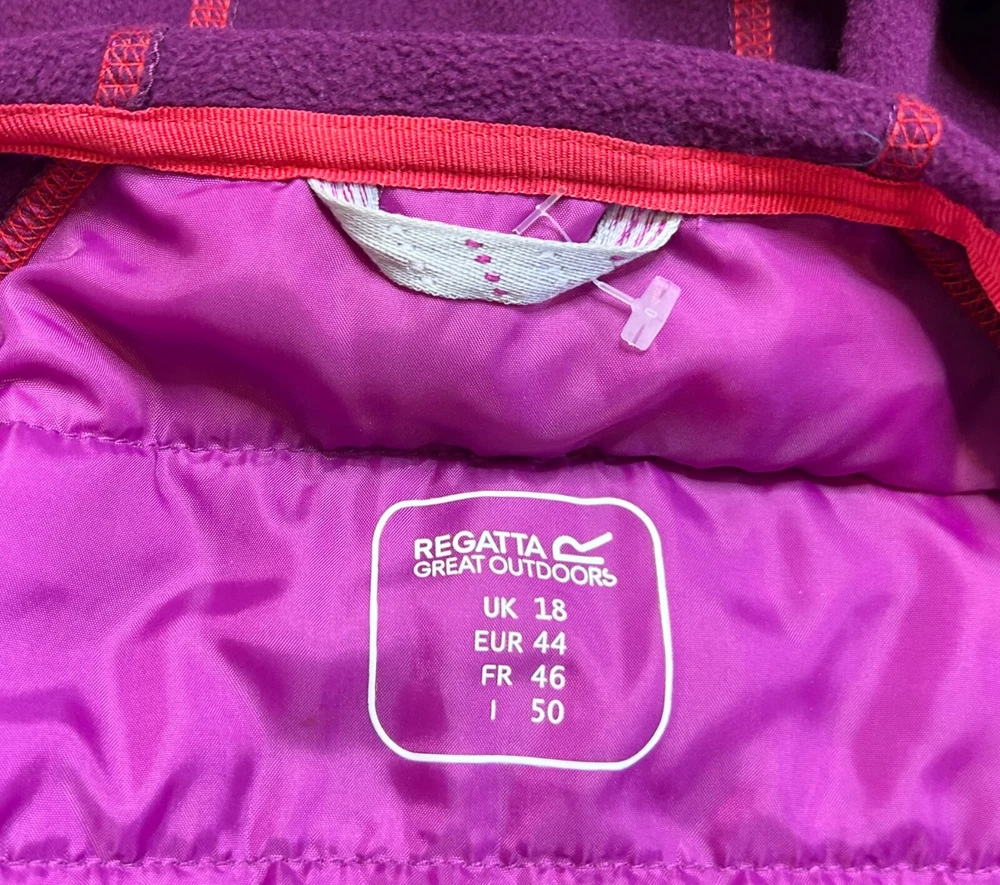 REGATTA
GREAT OUTDOORS
UK 18
EUR 44
FR 46
I 50